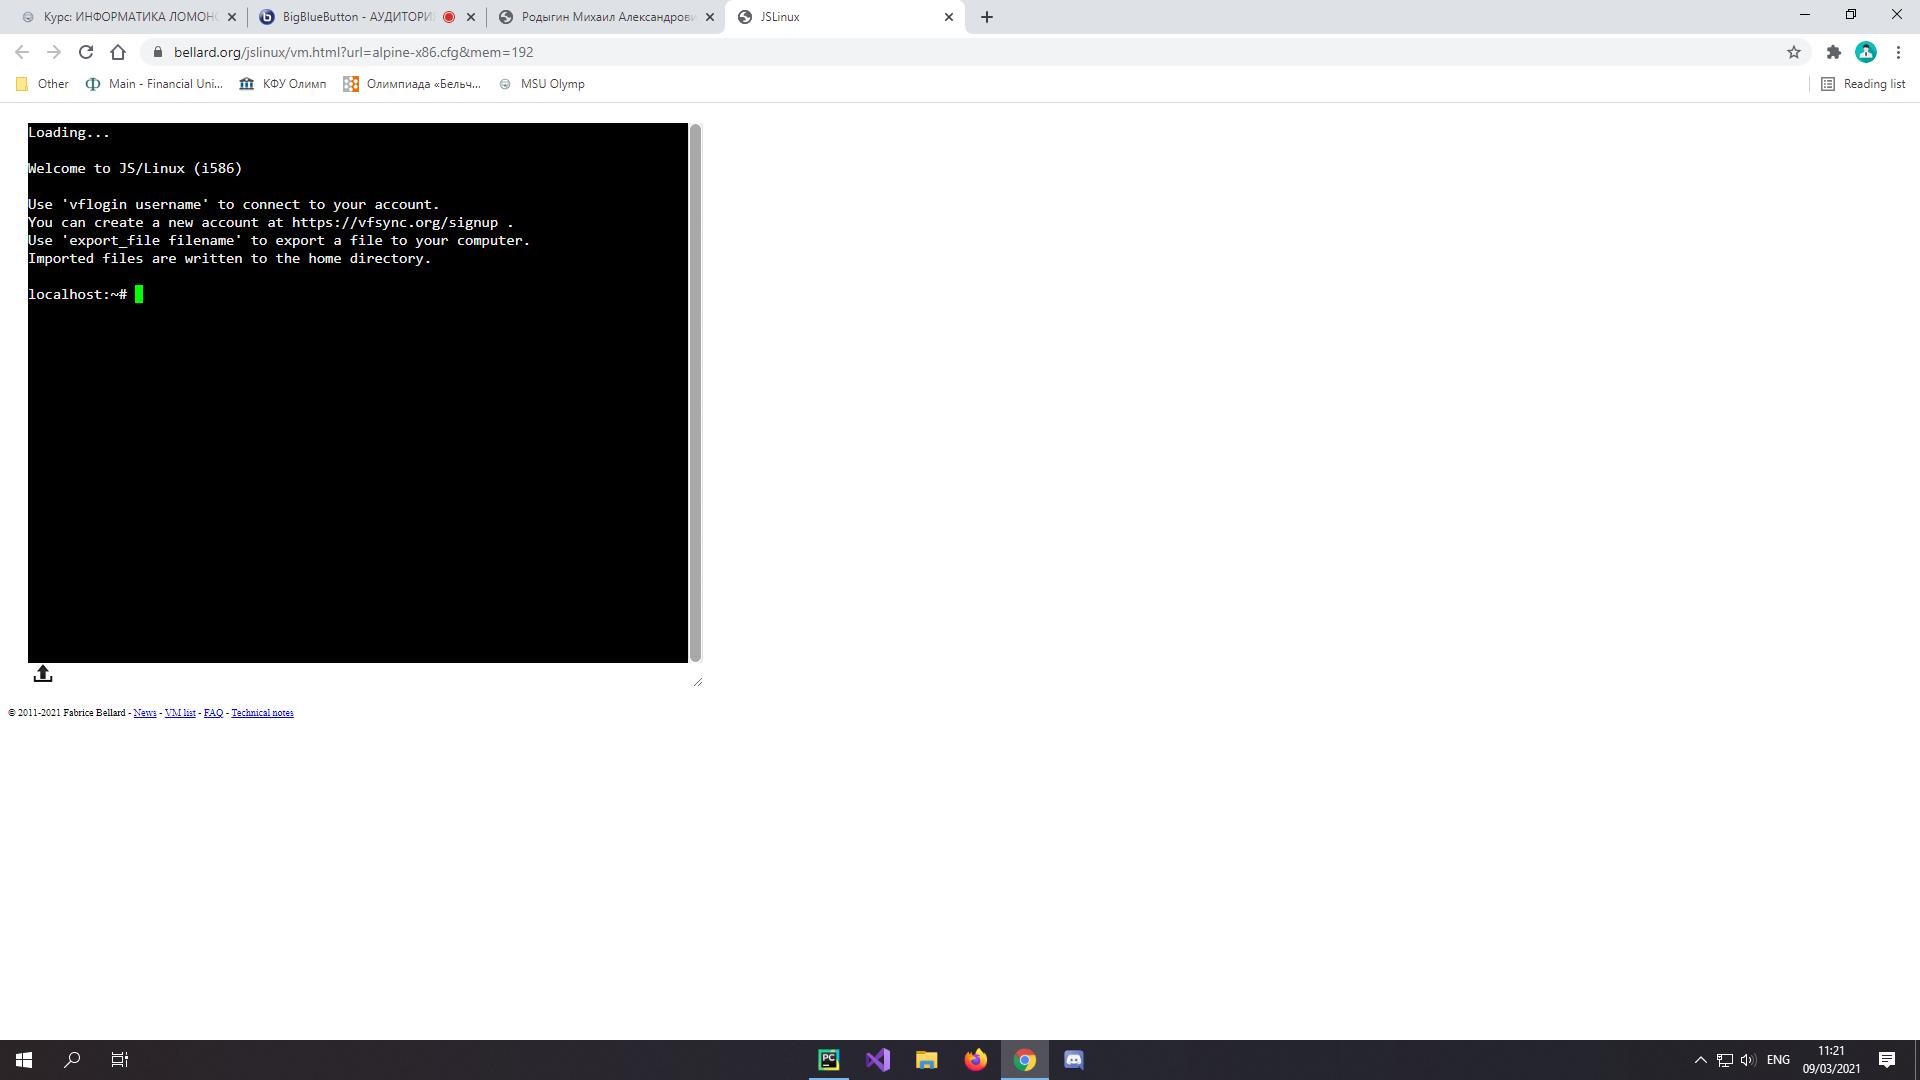 Курс: ИНФОРМАТИКА ЛОМОНО
BigBlueButton - АУДИТОРИЯ
Родыгин Михаил Александрови
JSLinux
bellard.org/jslinux/vm.html?url=alpine-x86.cfg&mem=192
Other
Main - Financial Uni...
КФУ Олимп
Олимпиада «Бельч...
MSU Olymp
Reading list
Loading...
Welcome to JS/Linux (i586)
Use 'vflogin username' to connect to your account.
You can create a new account at https://vfsync.org/signup .
Use 'export_file filename' to export a file to your computer.
Imported files are written to the home directory.
localhost:~#
© 2011-2021 Fabrice Bellard - News - VM list - FAQ - Technical notes
PC
ENG
11:21
09/03/2021